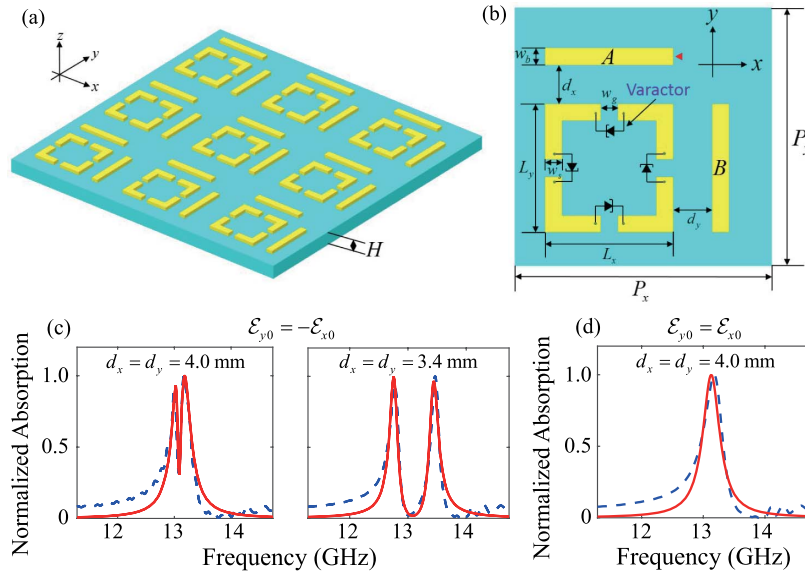 (a)
z
y
x
H
(b)
y
x
w_b
A
d_x
w_g
Varactor
L_y
w_s
B
d_y
L_x
P_x
P
(c)
ℰ_y0 = −ℰ_x0
d_x = d_y = 4.0 mm
d_x = d_y = 3.4 mm
Normalized Absorption
1.0
0.5
0
12 13 14
12 13 14
Frequency (GHz)
(d)
ℰ_y0 = ℰ_x0
d_x = d_y = 4.0 mm
Normalized Absorption
1.0
0.5
0
12 13 14
Frequency (GHz)